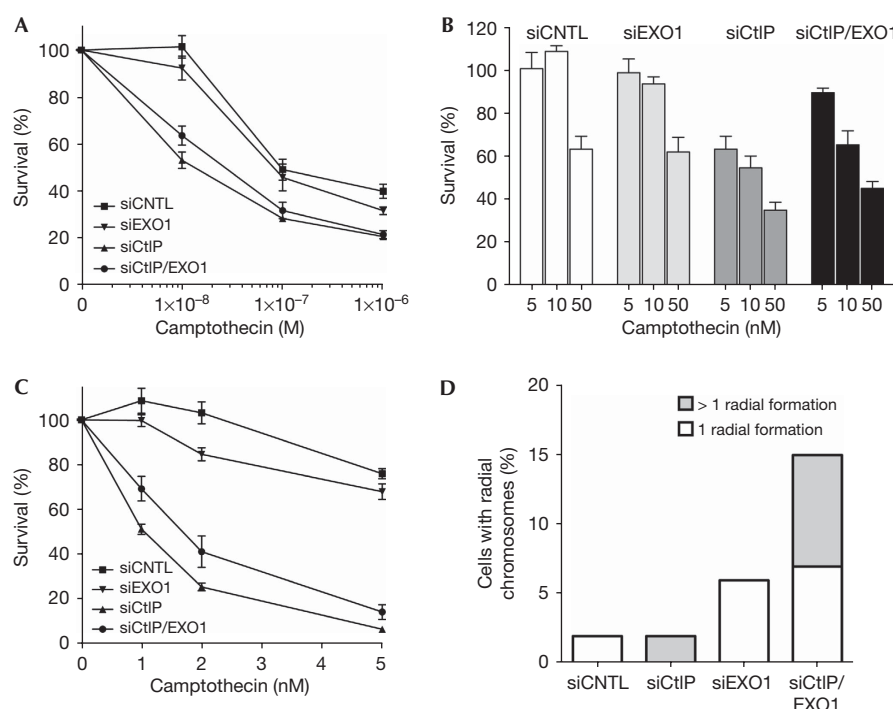 A
100
80
60
40
20
0
Survival (%)
siCNTL
siEXO1
siCtIP
siCtIP/EXO1
0 1×10⁻⁸ 1×10⁻⁷ 1×10⁻⁶
Camptothecin (M)
B
120
100
80
60
40
20
0
Survival (%)
siCNTL siEXO1 siCtIP siCtIP/EXO1
5 10 50 5 10 50 5 10 50 5 10 50
Camptothecin (nM)
C
100
80
60
40
20
0
Survival (%)
siCNTL
siEXO1
siCtIP
siCtIP/EXO1
0 1 2 3 4 5
Camptothecin (nM)
D
20
15
10
5
0
Cells with radial
chromosomes (%)
> 1 radial formation
1 radial formation
siCNTL siCtIP siEXO1 siCtIP/
EXO1